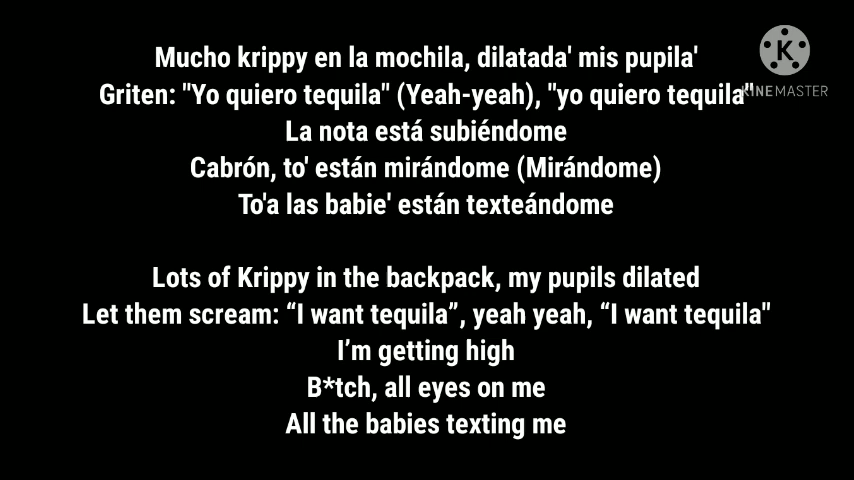 Mucho krippy en la mochila, dilatada' mis pupila'
Griten: "Yo quiero tequila" (Yeah-yeah), "yo quiero tequila"
La nota está subiéndome
Cabrón, to' están mirándome (Mirándome)
To'a las babie' están texteándome
Lots of Krippy in the backpack, my pupils dilated
Let them scream: “I want tequila”, yeah yeah, “I want tequila"
I’m getting high
B*tch, all eyes on me
All the babies texting me
K
KINEMASTER